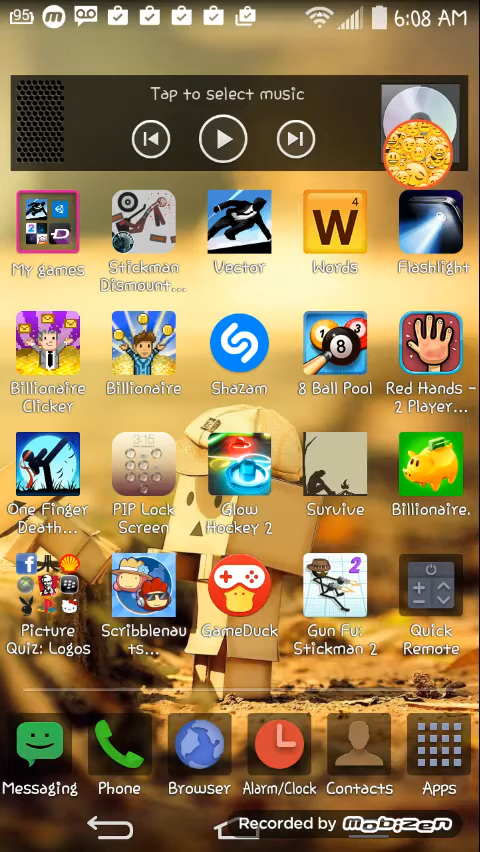 95
6:08 AM
Tap to select music
4
W
My games
Stickman
Dismount...
Vector
Words
Flashlight
Billionaire
Clicker
Billionaire
Shazam
8 Ball Pool
Red Hands -
2 Player...
One Finger
Death...
PIP Lock
Screen
Glow
Hockey 2
Survive
Billionaire.
Picture
Quiz: Logos
Scribblenau
ts...
GameDuck
Gun Fu:
Stickman 2
Quick
Remote
Messaging
Phone
Browser
Alarm/Clock
Contacts
Apps
Recorded by mobizen